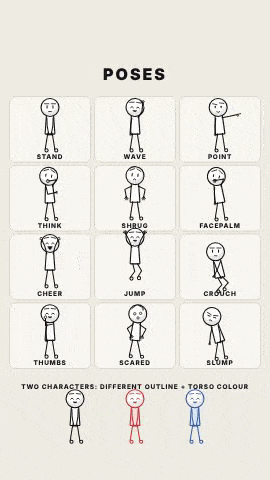 POSES
STAND WAVE POINT
THINK SHRUG FACEPALM
CHEER JUMP CROUCH
THUMBS SCARED SLUMP
TWO CHARACTERS: DIFFERENT OUTLINE + TORSO COLOUR